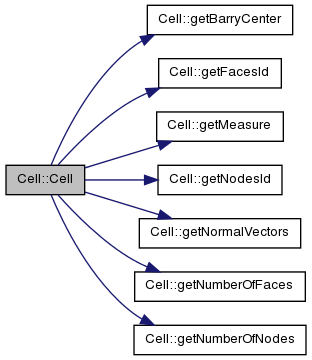 Cell::getBarryCenter
Cell::getFacesId
Cell::getMeasure
Cell::Cell
Cell::getNodesId
Cell::getNormalVectors
Cell::getNumberOfFaces
Cell::getNumberOfNodes